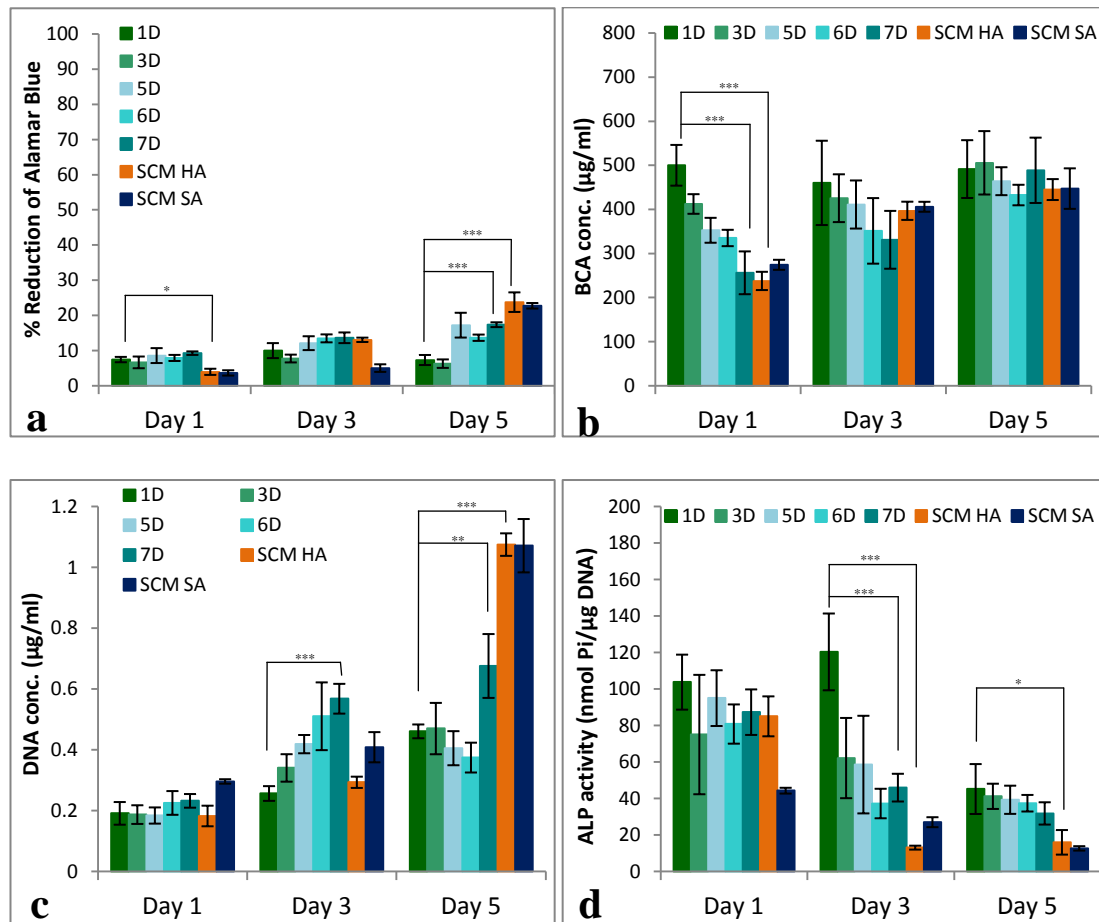 % Reduction of Alamar Blue
100
90
80
70
60
50
40
30
20
10
0
1D
3D
5D
6D
7D
SCM HA
SCM SA
*
***
***
Day 1 Day 3 Day 5
a
BCA conc. (µg/ml)
800
700
600
500
400
300
200
100
0
1D 3D 5D 6D 7D SCM HA SCM SA
***
***
Day 1 Day 3 Day 5
b
DNA conc. (µg/ml)
1.2
1
0.8
0.6
0.4
0.2
0
1D 3D
5D 6D
7D SCM HA
SCM SA
***
***
**
Day 1 Day 3 Day 5
c
ALP activity (nmol Pi/µg DNA)
200
180
160
140
120
100
80
60
40
20
0
1D 3D 5D 6D 7D SCM HA SCM SA
***
***
*
Day 1 Day 3 Day 5
d